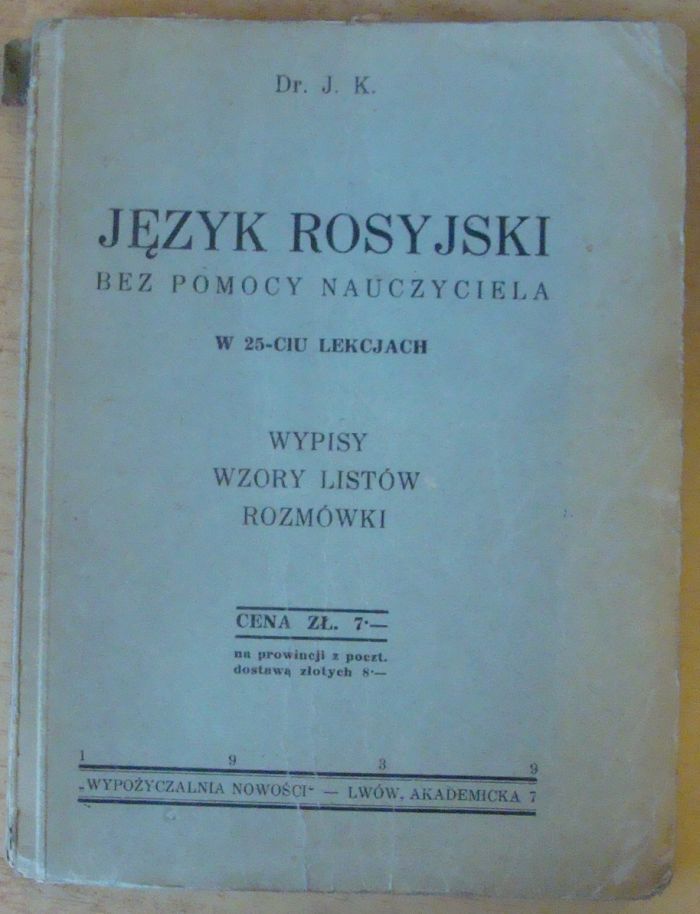 Dr. J. K.
JĘZYK ROSYJSKI
BEZ POMOCY NAUCZYCIELA
W 25-CIU LEKCJACH
WYPISY
WZORY LISTÓW
ROZMÓWKI
CENA ZŁ. 7·—
na prowincji z poczt.
dostawą złotych 8·—
1 9 3 9
„WYPOŻYCZALNIA NOWOŚCI“ — LWÓW, AKADEMICKA 7